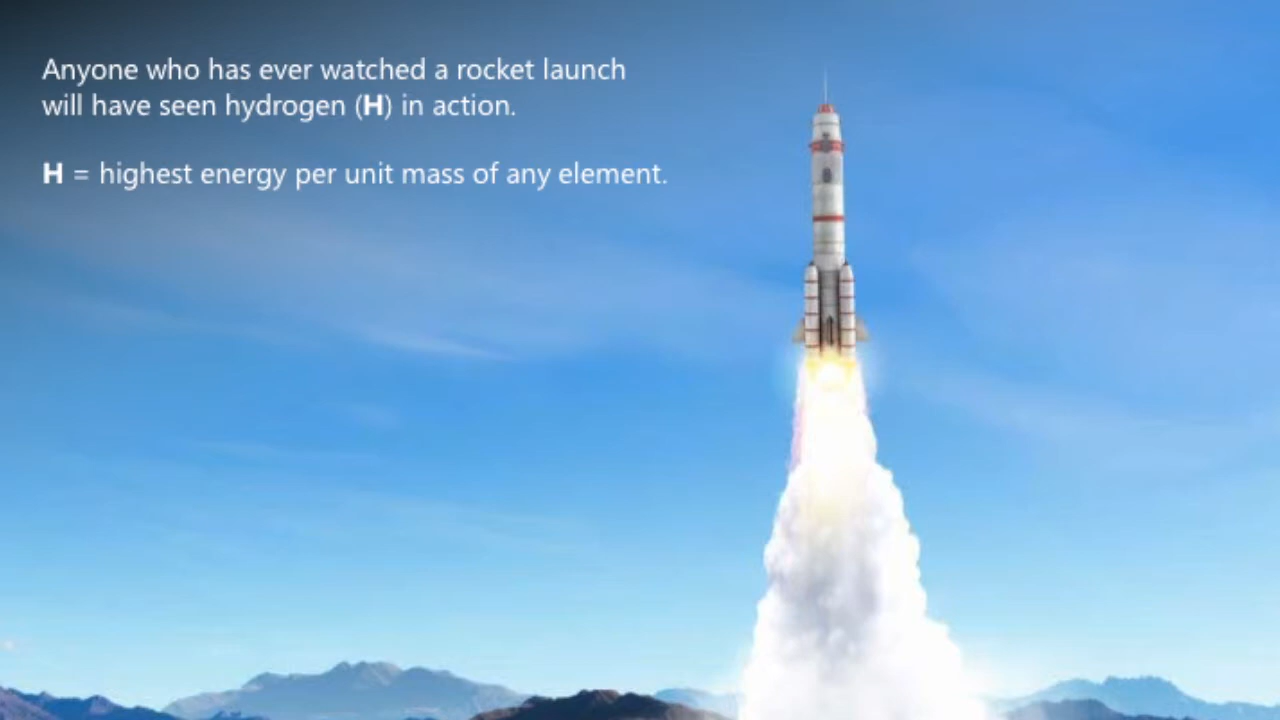 Anyone who has ever watched a rocket launch
will have seen hydrogen (H) in action.
H = highest energy per unit mass of any element.